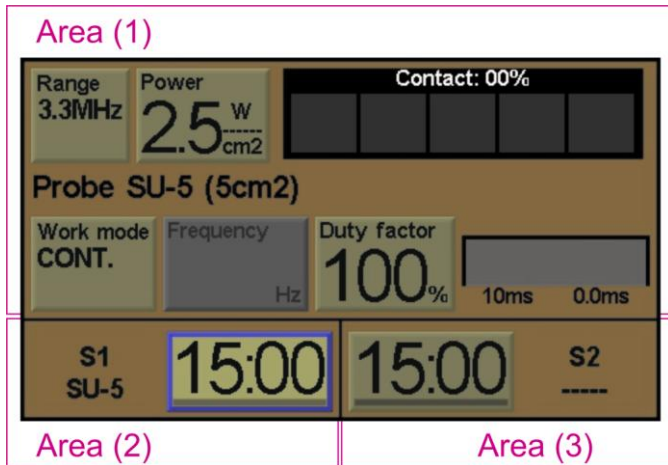 Area (1)
Range
3.3MHz
Power
2.5 W
-----
cm2
Contact: 00%
Probe SU-5 (5cm2)
Work mode
CONT.
Frequency
Hz
Duty factor
100%
10ms 0.0ms
S1
SU-5
15:00
15:00
S2
-----
Area (2)
Area (3)